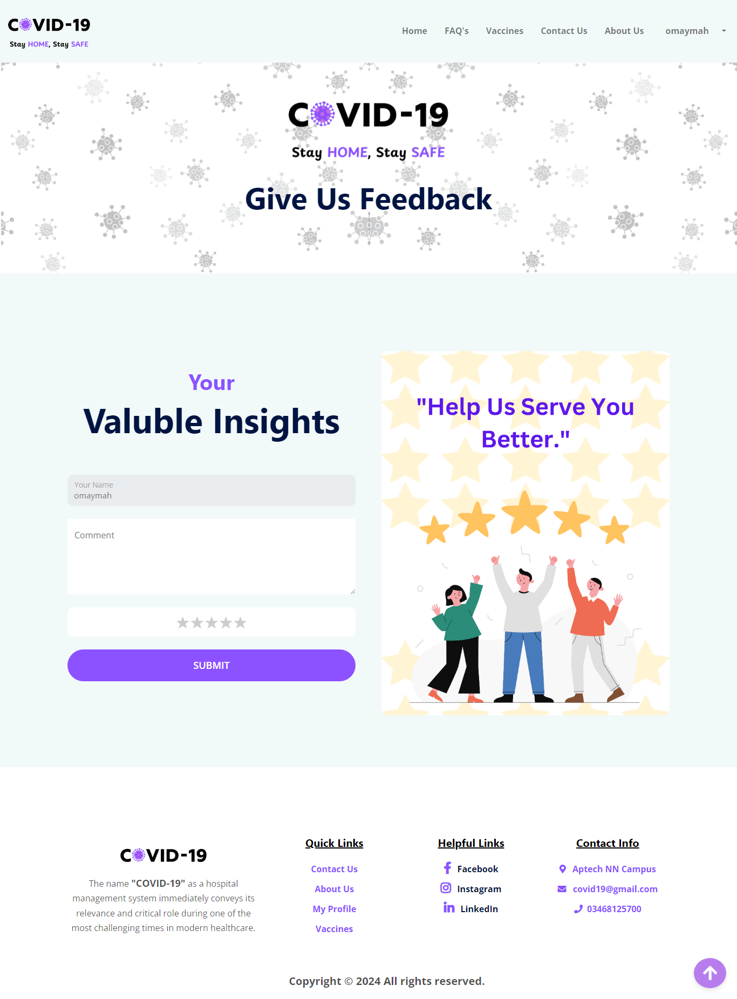 COVID-19
Stay HOME, Stay SAFE
Home FAQ's Vaccines Contact Us About Us omaymah
COVID-19
Stay HOME, Stay SAFE
Give Us Feedback
Your
Valuble Insights
Your Name
omaymah
Comment
SUBMIT
"Help Us Serve You
Better."
COVID-19
The name "COVID-19" as a hospital
management system immediately conveys its
relevance and critical role during one of the
most challenging times in modern healthcare.
Quick Links
Contact Us
About Us
My Profile
Vaccines
Helpful Links
Facebook
Instagram
LinkedIn
Contact Info
Aptech NN Campus
covid19@gmail.com
03468125700
Copyright © 2024 All rights reserved.